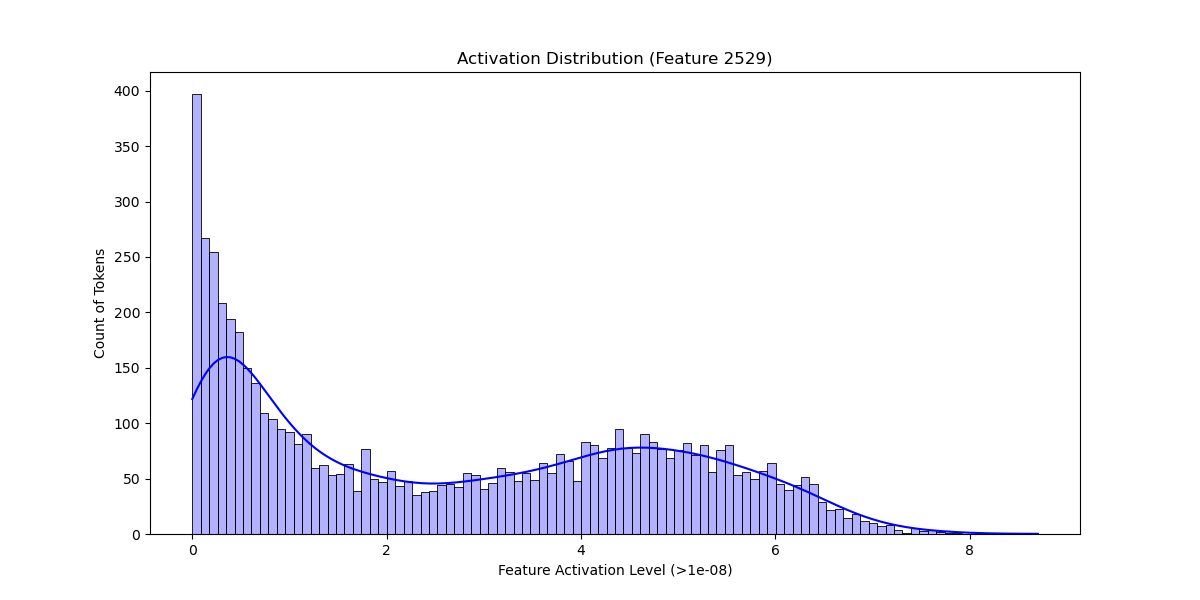 Activation Distribution (Feature 2529)
400
350
300
250
200
150
100
50
0
Count of Tokens
0 2 4 6 8
Feature Activation Level (>1e-08)